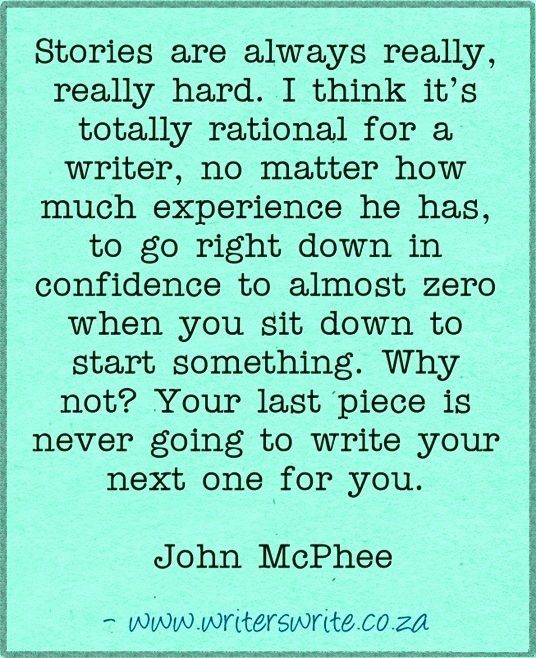 Stories are always really,
really hard. I think it's
totally rational for a
writer, no matter how
much experience he has,
to go right down in
confidence to almost zero
when you sit down to
start something. Why
not? Your last piece is
never going to write your
next one for you.
John McPhee
- www.writerswrite.co.za